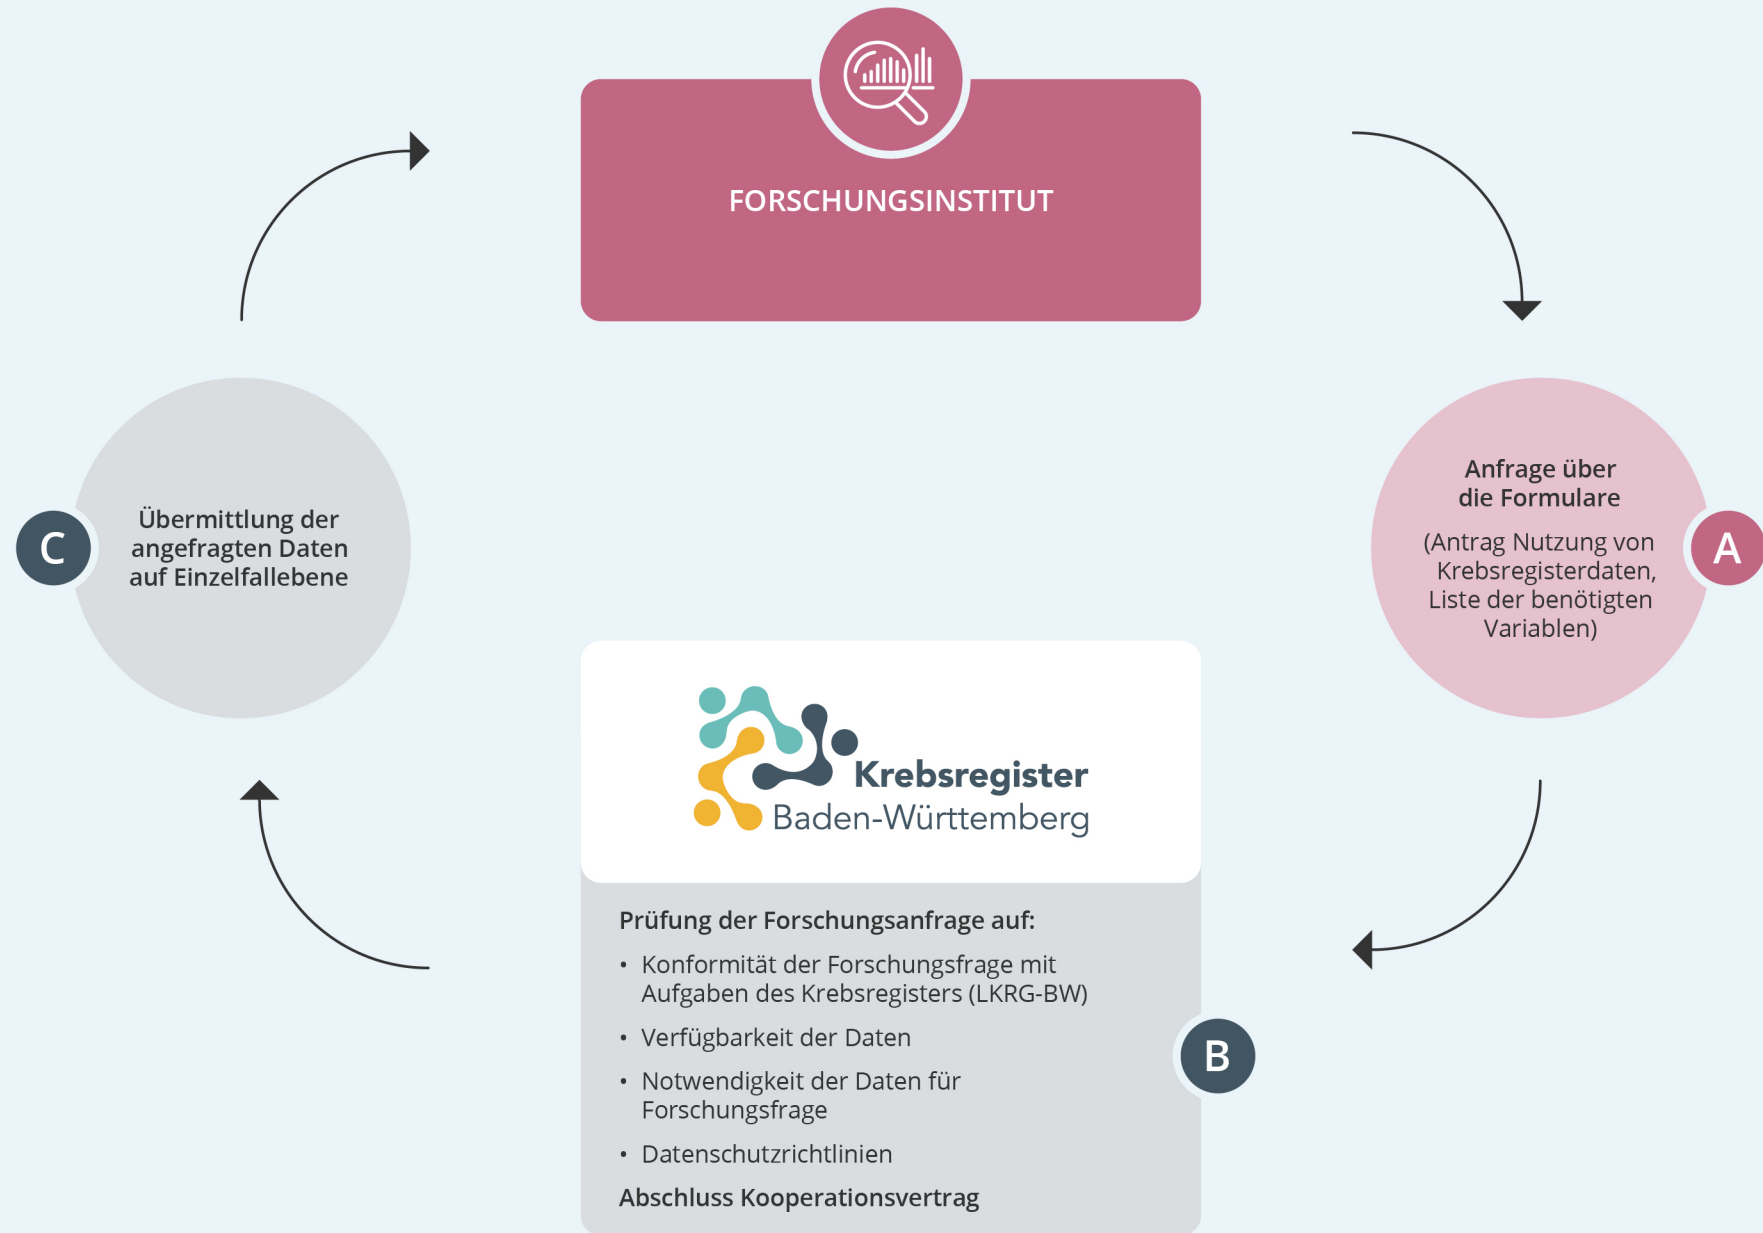 FORSCHUNGSINSTITUT
Anfrage über
die Formulare
(Antrag Nutzung von
Krebsregisterdaten,
Liste der benötigten
Variablen)
A
Krebsregister
Baden-Württemberg
Prüfung der Forschungsanfrage auf:
• Konformität der Forschungsfrage mit
Aufgaben des Krebsregisters (LKRG-BW)
• Verfügbarkeit der Daten
• Notwendigkeit der Daten für
Forschungsfrage
• Datenschutzrichtlinien
Abschluss Kooperationsvertrag
B
C
Übermittlung der
angefragten Daten
auf Einzelfallebene